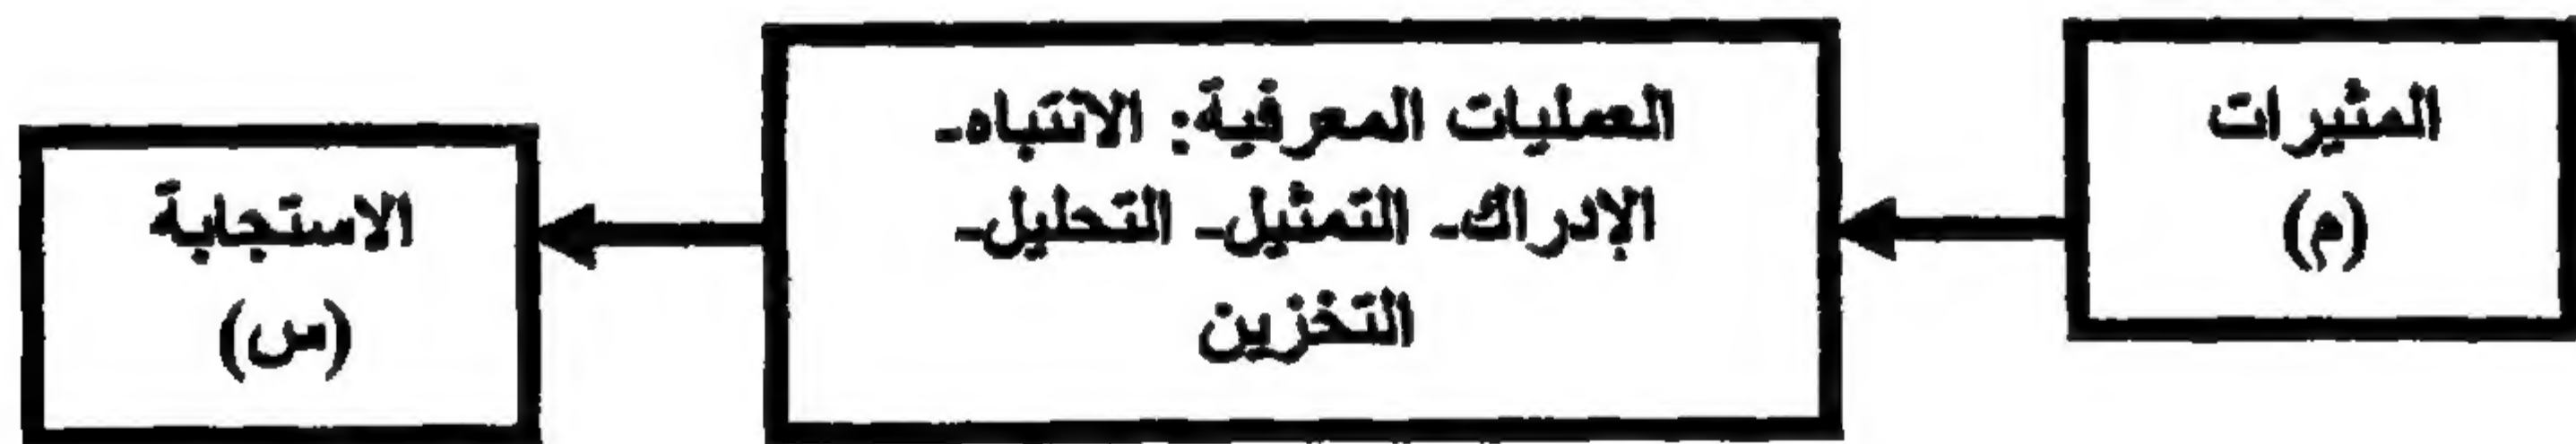 المثيرات
(م)
العمليات المعرفية: الانتباه-
الإدراك- التمثيل- التحليل-
التخزين
الاستجابة
(س)